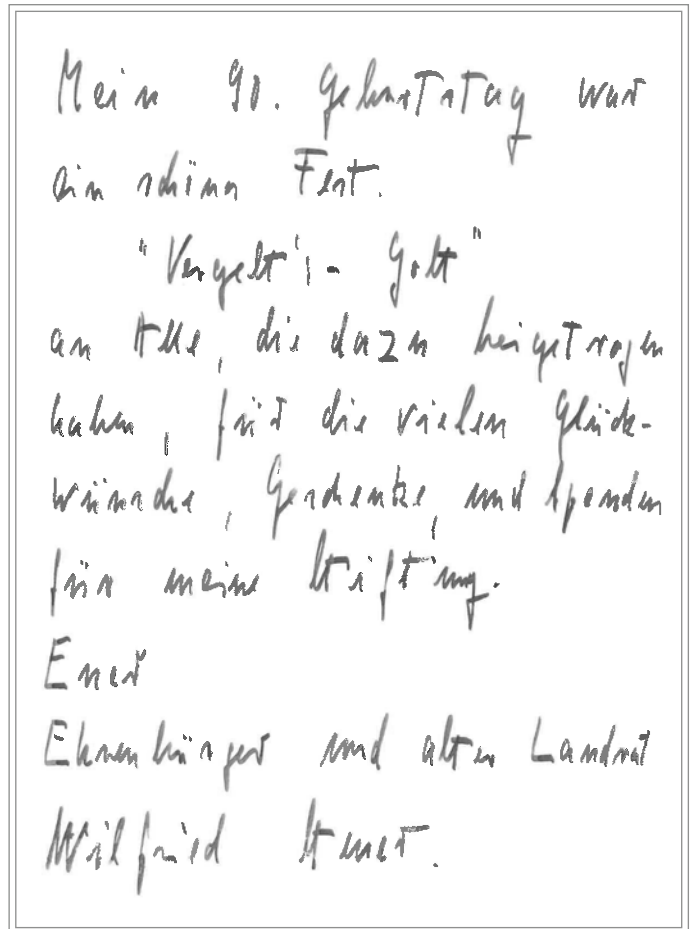 Mein 90. Geburtstag war
ein schönes Fest.
"Vergelt's - Gott"
an Alle, die dazu beigetragen
haben, für die vielen Glück-
wünsche, Geschenke, und Spenden
für meine Stiftung.
Euer
Ehrenbürger und alter Landrat
Wilfried Steuer.